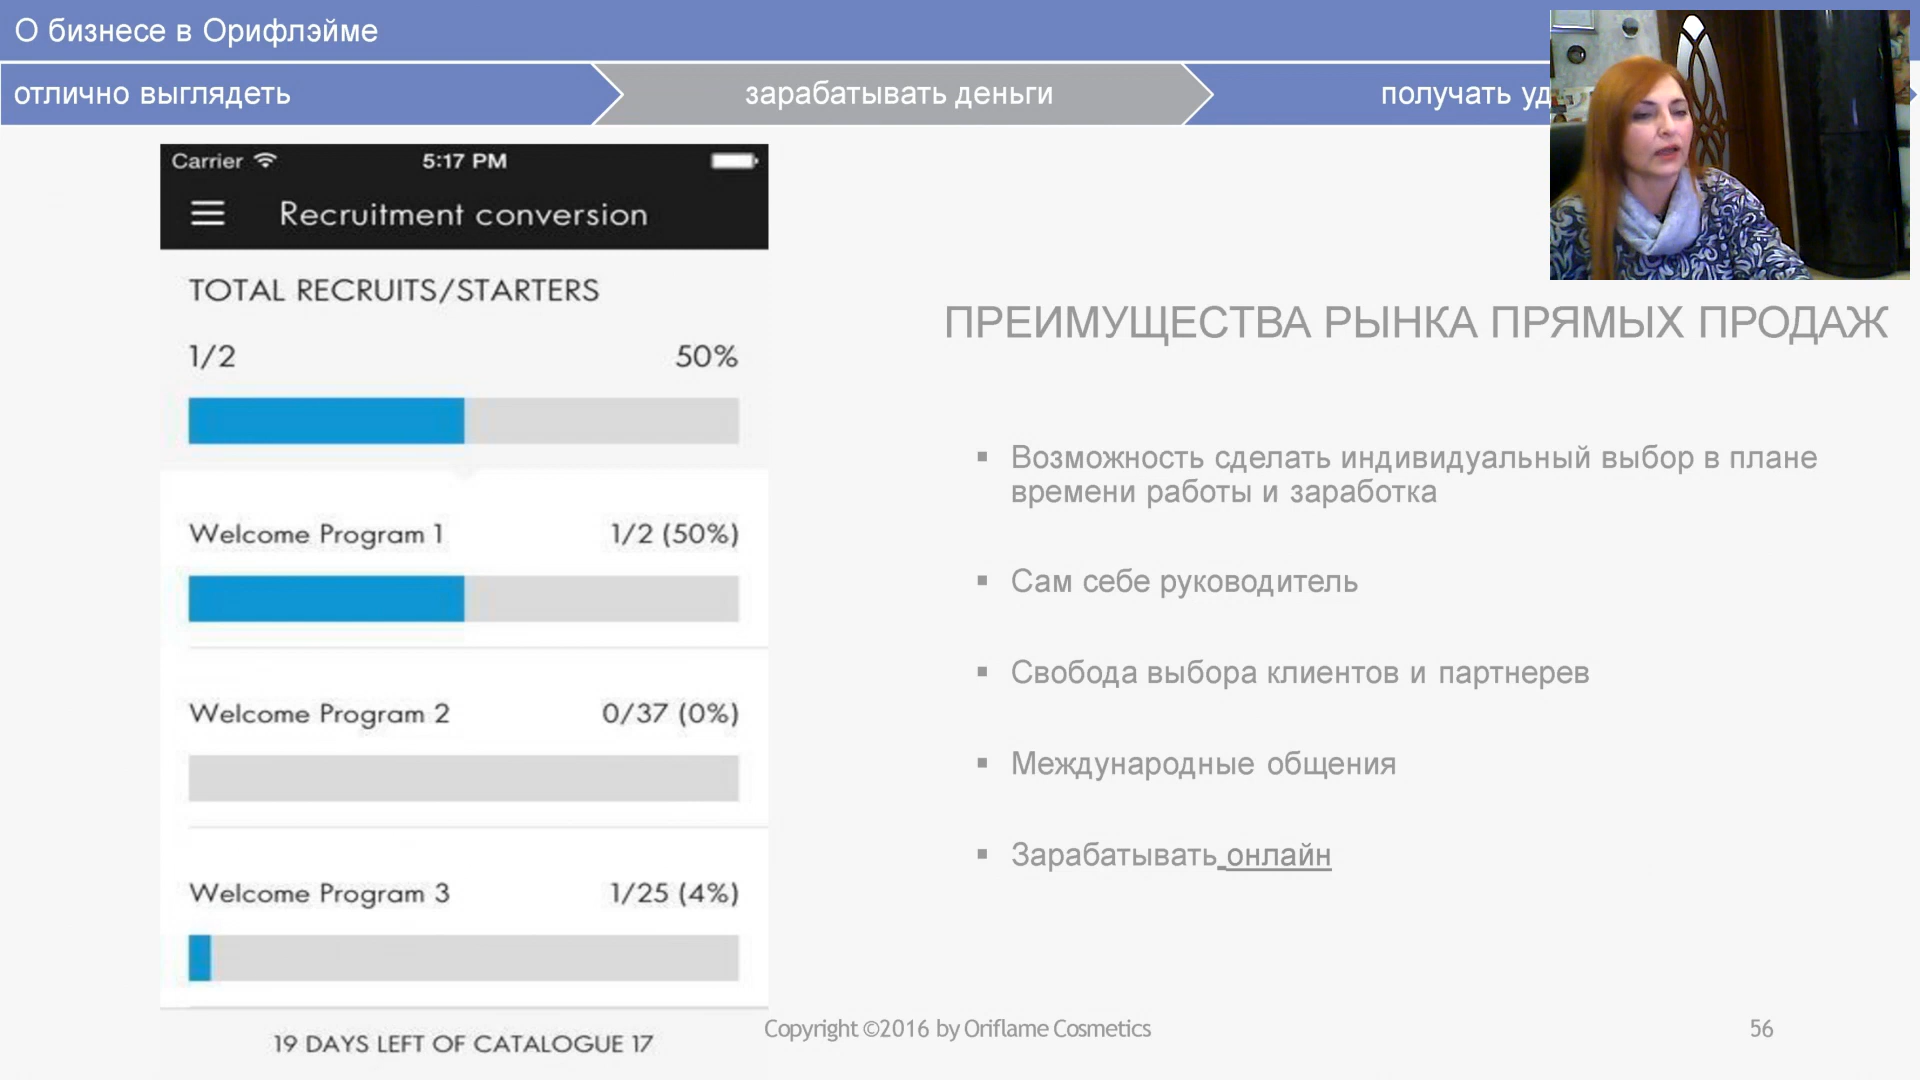 О бизнесе в Орифлэйме
отлично выглядеть
зарабатывать деньги
получать уд
Carrier
5:17 PM
Recruitment conversion
TOTAL RECRUITS/STARTERS
1/2
50%
Welcome Program 1
1/2 (50%)
Welcome Program 2
0/37 (0%)
Welcome Program 3
1/25 (4%)
19 DAYS LEFT OF CATALOGUE 17
ПРЕИМУЩЕСТВА РЫНКА ПРЯМЫХ ПРОДАЖ
▪ Возможность сделать индивидуальный выбор в плане
времени работы и заработка
▪ Сам себе руководитель
▪ Свобода выбора клиентов и партнерев
▪ Международные общения
▪ Зарабатывать онлайн
Copyright ©2016 by Oriflame Cosmetics
56